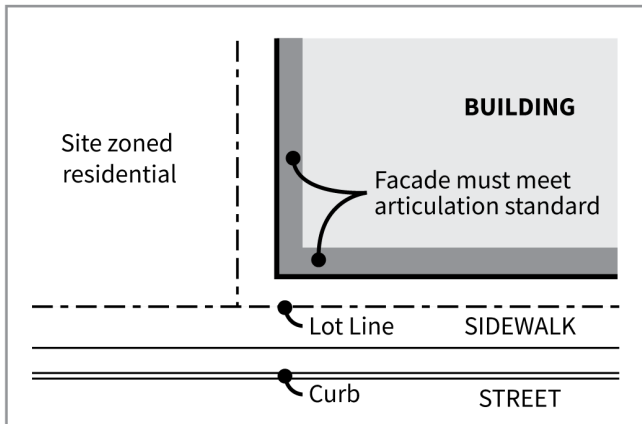 BUILDING
Site zoned
residential
Facade must meet
articulation standard
Lot Line
SIDEWALK
Curb
STREET